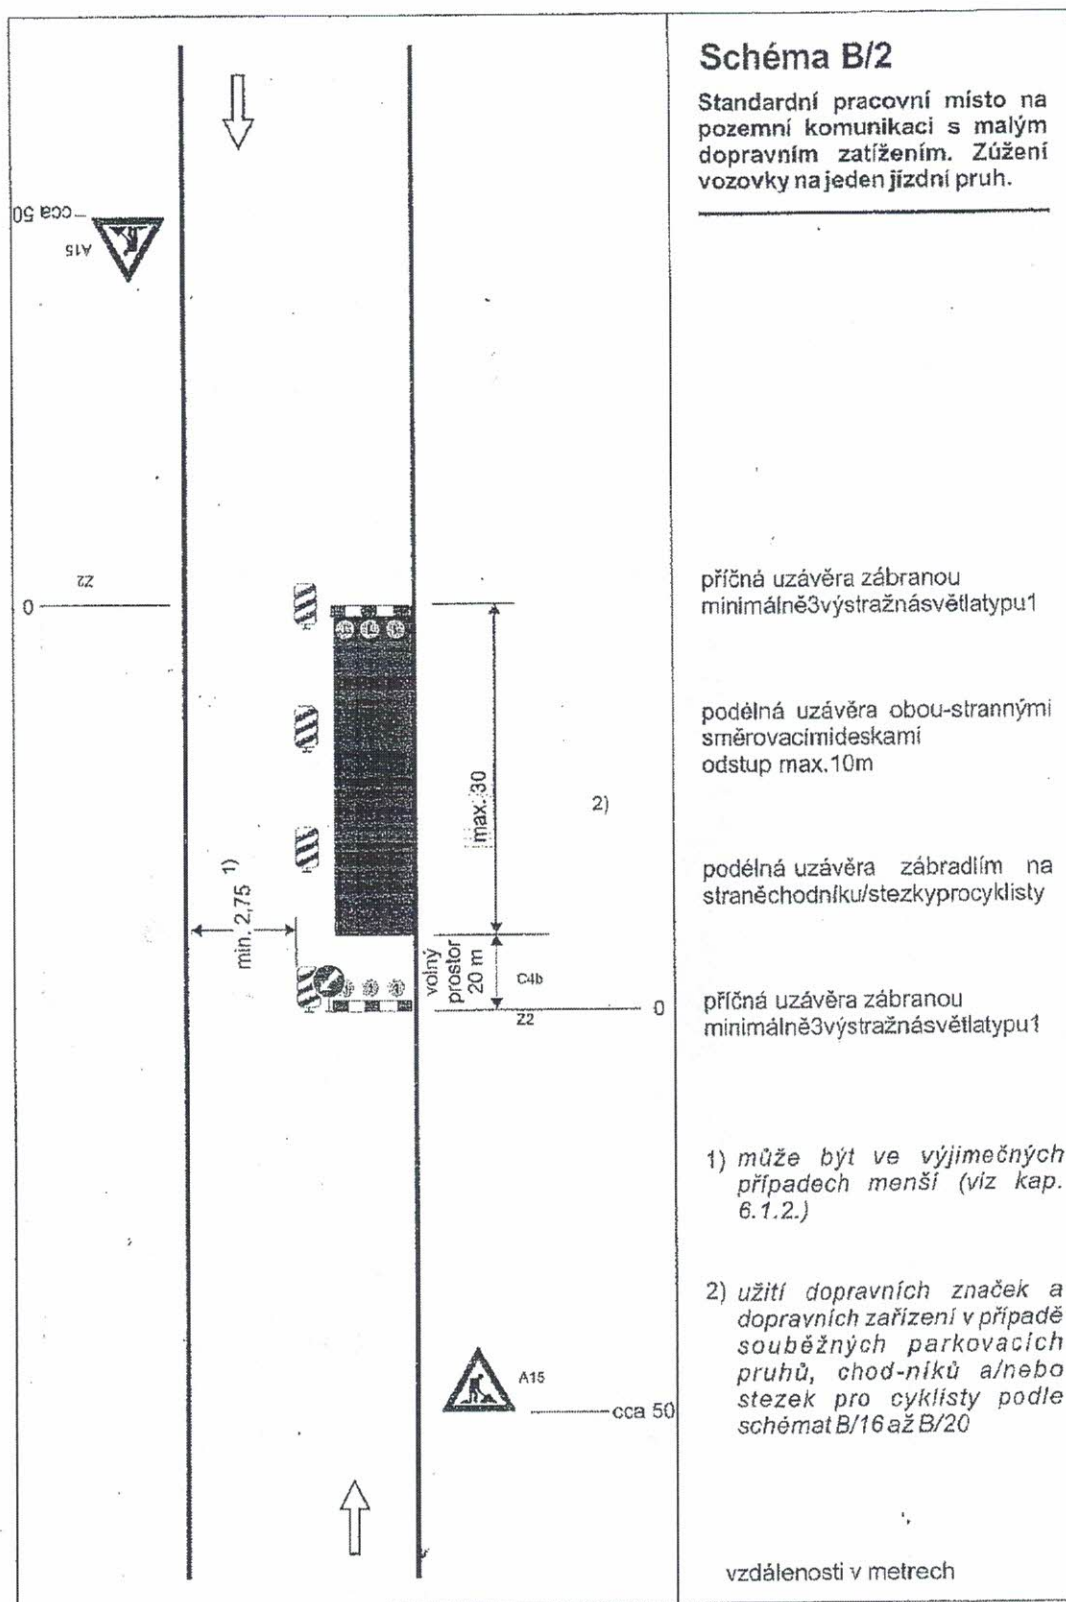 Schéma B/2
Standardní pracovní místo na
pozemní komunikaci s malým
dopravním zatížením. Zúžení
vozovky na jeden jízdní pruh.
cca 50
A15
Z2
0
příčná uzávěra zábranou
minimálně3výstražnásvětlatypu1
podélná uzávěra obou-strannými
směrovacímideskami
odstup max.10m
max. 30
2)
podélná uzávěra zábradlím na
straněchodníku/stezkyprocyklisty
min. 2,75 1)
volný
prostor
20 m
C4b
Z2
0
příčná uzávěra zábranou
minimálně3výstražnásvětlatypu1
1) může být ve výjimečných
případech menší (viz kap.
6.1.2.)
2) užití dopravních značek a
dopravních zařízení v případě
souběžných parkovacích
pruhů, chod-níků a/nebo
stezek pro cyklisty podle
schémat B/16 až B/20
A15
cca 50
vzdálenosti v metrech